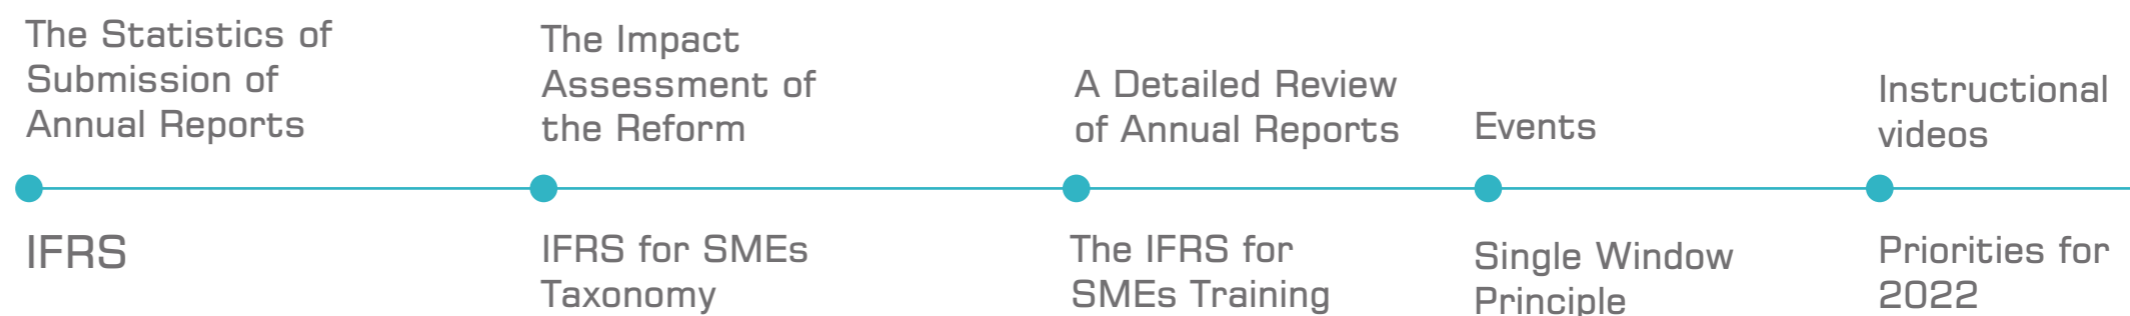 The Statistics of
Submission of
Annual Reports
The Impact
Assessment of
the Reform
A Detailed Review
of Annual Reports
Events
Instructional
videos
IFRS
IFRS for SMEs
Taxonomy
The IFRS for
SMEs Training
Single Window
Principle
Priorities for
2022